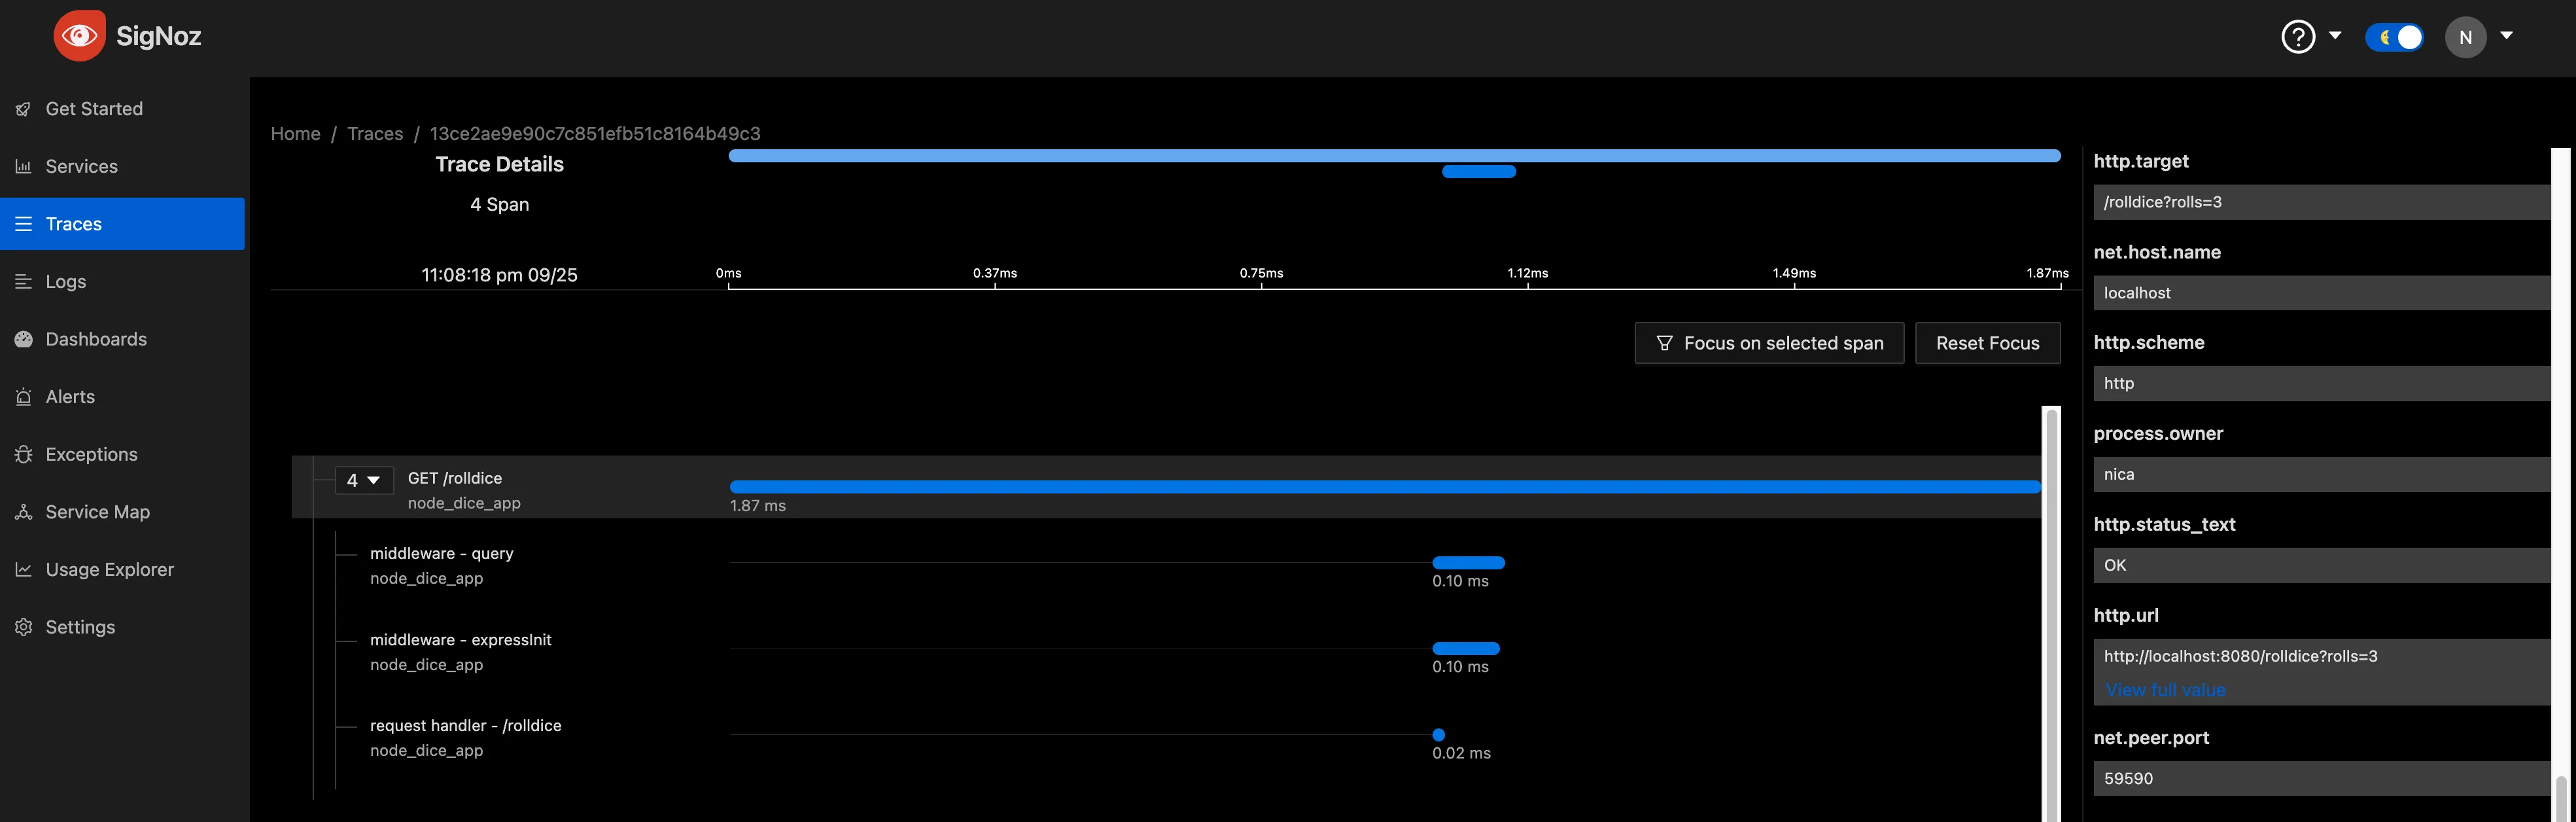 SigNoz
?
N
Get Started
Services
Traces
Logs
Dashboards
Alerts
Exceptions
Service Map
Usage Explorer
Settings
Home / Traces / 13ce2ae9e90c7c851efb51c8164b49c3
Trace Details
4 Span
11:08:18 pm 09/25
0ms 0.37ms 0.75ms 1.12ms 1.49ms 1.87ms
Focus on selected span Reset Focus
4 GET /rolldice
node_dice_app
1.87 ms
middleware - query
node_dice_app
0.10 ms
middleware - expressInit
node_dice_app
0.10 ms
request handler - /rolldice
node_dice_app
0.02 ms
http.target
/rolldice?rolls=3
net.host.name
localhost
http.scheme
http
process.owner
nica
http.status_text
OK
http.url
http://localhost:8080/rolldice?rolls=3
View full value
net.peer.port
59590